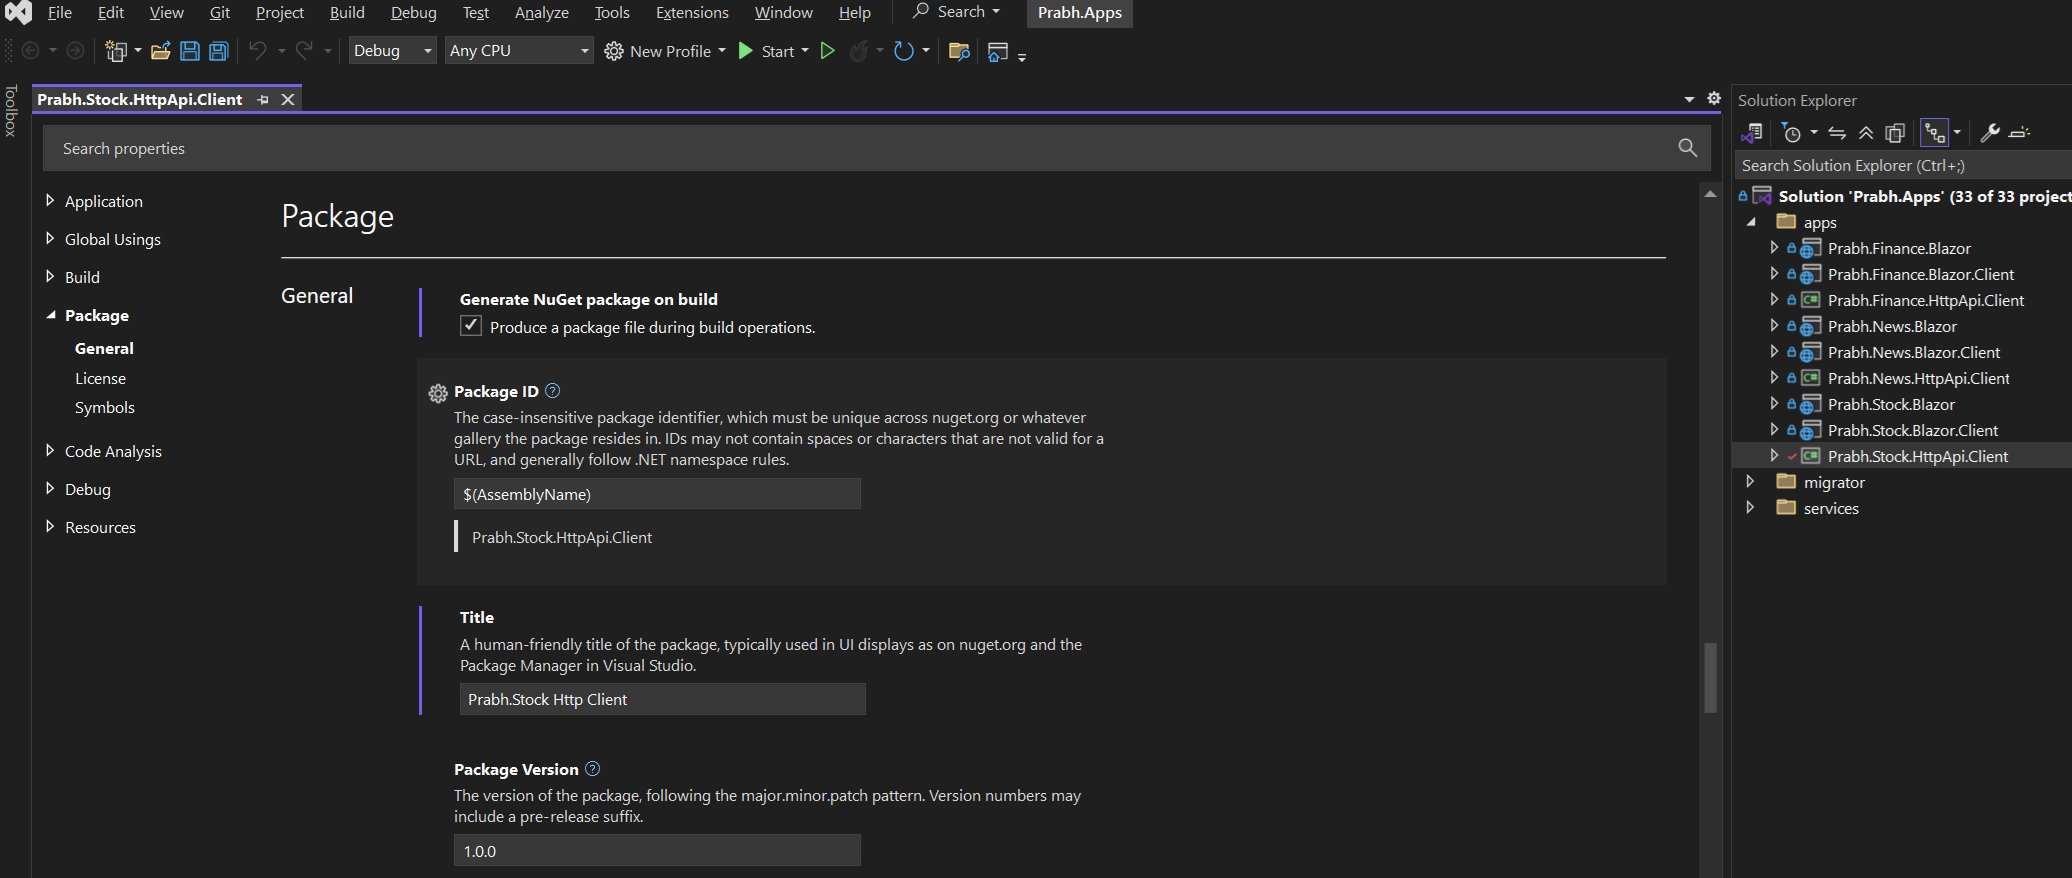 File Edit View Git Project Build Debug Test Analyze Tools Extensions Window Help Search Prabh.Apps
Debug Any CPU New Profile Start
Toolbox
Prabh.Stock.HttpApi.Client
Search properties
Application
Global Usings
Build
Package
General
License
Symbols
Code Analysis
Debug
Resources
Package
General
Generate NuGet package on build
Produce a package file during build operations.
Package ID
The case-insensitive package identifier, which must be unique across nuget.org or whatever
gallery the package resides in. IDs may not contain spaces or characters that are not valid for a
URL, and generally follow .NET namespace rules.
$(AssemblyName)
Prabh.Stock.HttpApi.Client
Title
A human-friendly title of the package, typically used in UI displays as on nuget.org and the
Package Manager in Visual Studio.
Prabh.Stock Http Client
Package Version
The version of the package, following the major.minor.patch pattern. Version numbers may
include a pre-release suffix.
1.0.0
Solution Explorer
Search Solution Explorer (Ctrl+;)
Solution 'Prabh.Apps' (33 of 33 project
apps
Prabh.Finance.Blazor
Prabh.Finance.Blazor.Client
C# Prabh.Finance.HttpApi.Client
Prabh.News.Blazor
Prabh.News.Blazor.Client
C# Prabh.News.HttpApi.Client
Prabh.Stock.Blazor
Prabh.Stock.Blazor.Client
C# Prabh.Stock.HttpApi.Client
migrator
services